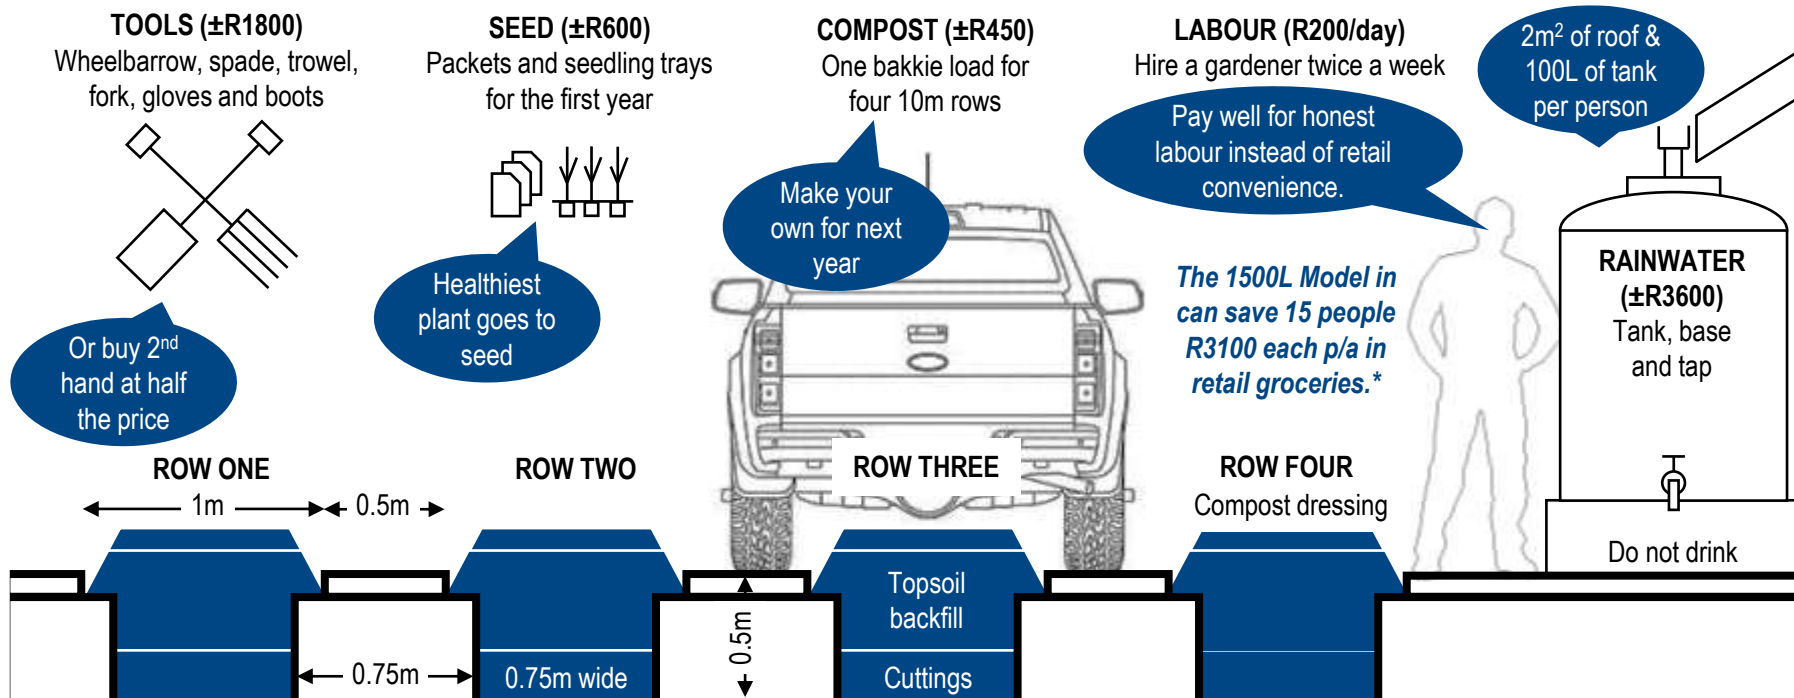 TOOLS (±R1800)
Wheelbarrow, spade, trowel,
fork, gloves and boots
Or buy 2nd
hand at half
the price
SEED (±R600)
Packets and seedling trays
for the first year
Healthiest
plant goes to
seed
COMPOST (±R450)
One bakkie load for
four 10m rows
Make your
own for next
year
LABOUR (R200/day)
Hire a gardener twice a week
Pay well for honest
labour instead of retail
convenience.
The 1500L Model in
can save 15 people
R3100 each p/a in
retail groceries.*
2m² of roof &
100L of tank
per person
RAINWATER
(±R3600)
Tank, base
and tap
Do not drink
ROW ONE
1m
0.5m
ROW TWO
ROW THREE
ROW FOUR
Compost dressing
Topsoil
backfill
0.5m
0.75m
0.75m wide
Cuttings